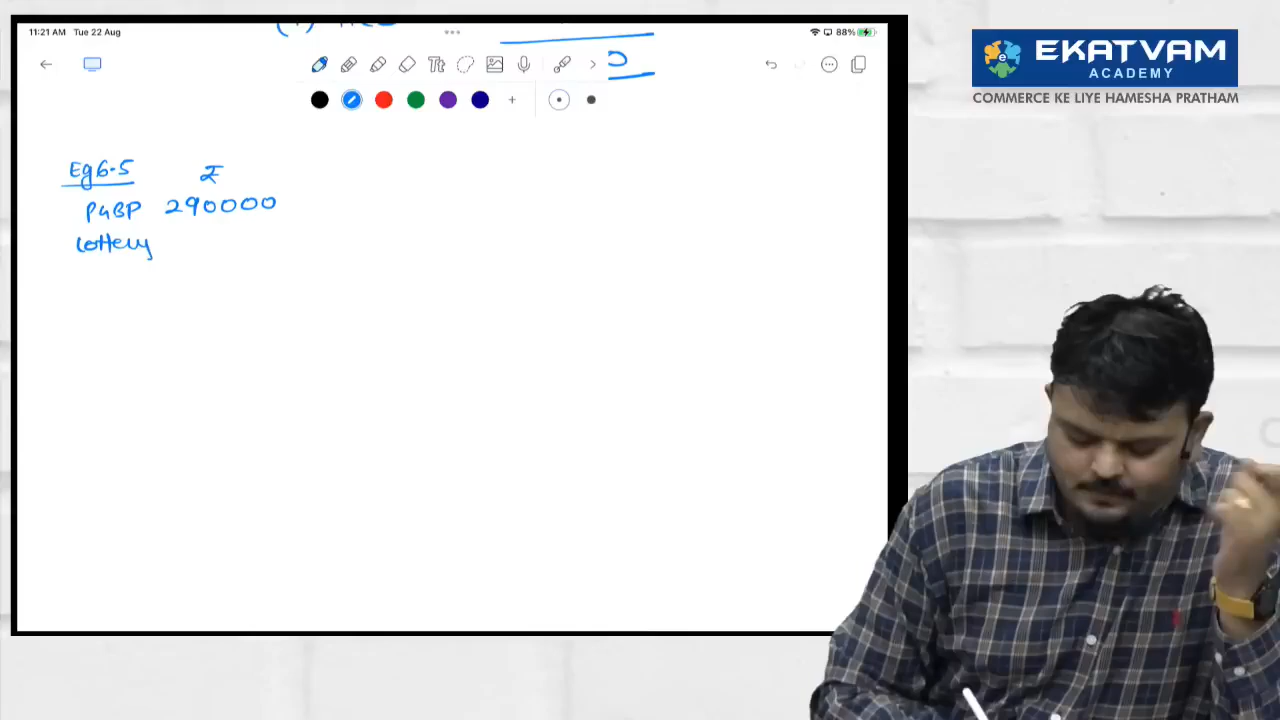 11:21 AM Tue 22 Aug
88%
Tt
Eg 6.5 ₹
PGBP 290000
Lottery
EKATVAM
ACADEMY
COMMERCE KE LIYE HAMESHA PRATHAM